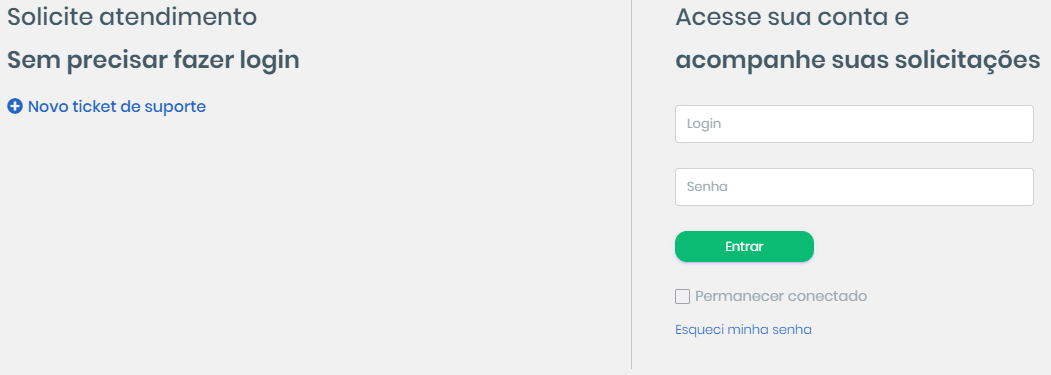 Solicite atendimento
Sem precisar fazer login
Novo ticket de suporte
Acesse sua conta e
acompanhe suas solicitações
Login
Senha
Entrar
Permanecer conectado
Esqueci minha senha